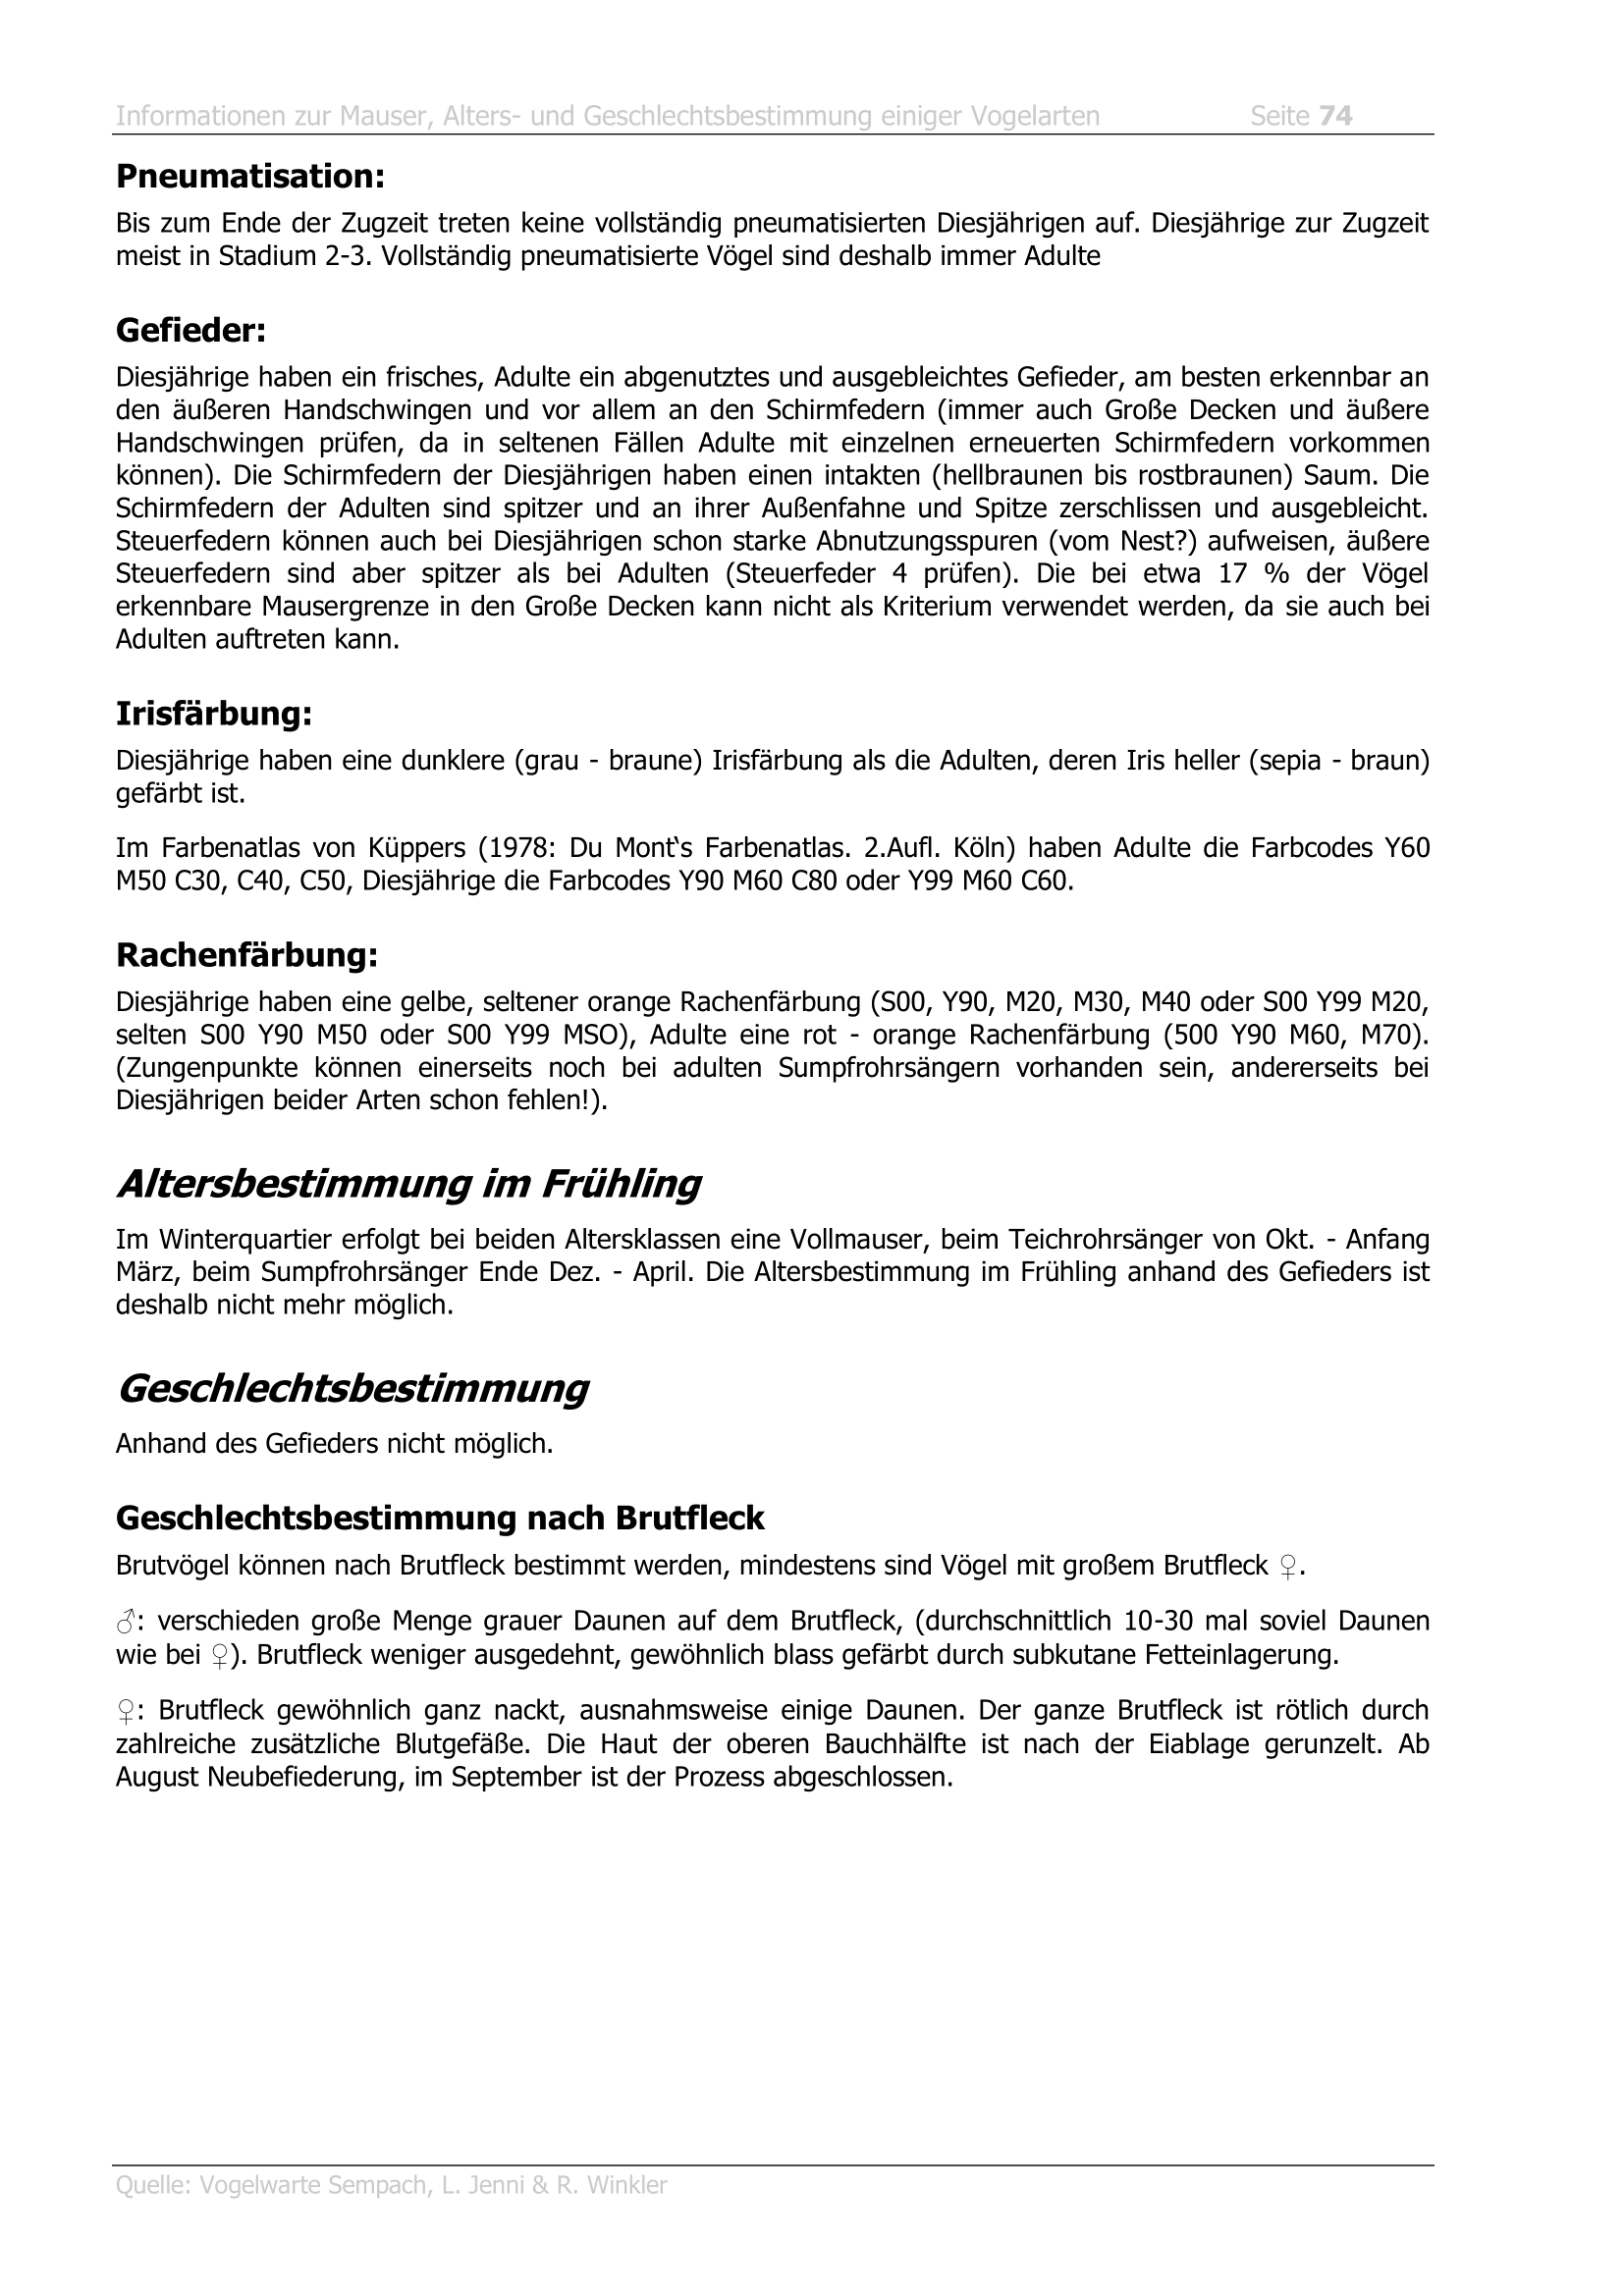 Informationen zur Mauser, Alters- und Geschlechtsbestimmung einiger Vogelarten Seite 74
Pneumatisation:
Bis zum Ende der Zugzeit treten keine vollständig pneumatisierten Diesjährigen auf. Diesjährige zur Zugzeit
meist in Stadium 2-3. Vollständig pneumatisierte Vögel sind deshalb immer Adulte
Gefieder:
Diesjährige haben ein frisches, Adulte ein abgenutztes und ausgebleichtes Gefieder, am besten erkennbar an
den äußeren Handschwingen und vor allem an den Schirmfedern (immer auch Große Decken und äußere
Handschwingen prüfen, da in seltenen Fällen Adulte mit einzelnen erneuerten Schirmfedern vorkommen
können). Die Schirmfedern der Diesjährigen haben einen intakten (hellbraunen bis rostbraunen) Saum. Die
Schirmfedern der Adulten sind spitzer und an ihrer Außenfahne und Spitze zerschlissen und ausgebleicht.
Steuerfedern können auch bei Diesjährigen schon starke Abnutzungsspuren (vom Nest?) aufweisen, äußere
Steuerfedern sind aber spitzer als bei Adulten (Steuerfeder 4 prüfen). Die bei etwa 17 % der Vögel
erkennbare Mausergrenze in den Große Decken kann nicht als Kriterium verwendet werden, da sie auch bei
Adulten auftreten kann.
Irisfärbung:
Diesjährige haben eine dunklere (grau - braune) Irisfärbung als die Adulten, deren Iris heller (sepia - braun)
gefärbt ist.
Im Farbenatlas von Küppers (1978: Du Mont‘s Farbenatlas. 2.Aufl. Köln) haben Adulte die Farbcodes Y60
M50 C30, C40, C50, Diesjährige die Farbcodes Y90 M60 C80 oder Y99 M60 C60.
Rachenfärbung:
Diesjährige haben eine gelbe, seltener orange Rachenfärbung (S00, Y90, M20, M30, M40 oder S00 Y99 M20,
selten S00 Y90 M50 oder S00 Y99 MSO), Adulte eine rot - orange Rachenfärbung (500 Y90 M60, M70).
(Zungenpunkte können einerseits noch bei adulten Sumpfrohrsängern vorhanden sein, andererseits bei
Diesjährigen beider Arten schon fehlen!).
Altersbestimmung im Frühling
Im Winterquartier erfolgt bei beiden Altersklassen eine Vollmauser, beim Teichrohrsänger von Okt. - Anfang
März, beim Sumpfrohrsänger Ende Dez. - April. Die Altersbestimmung im Frühling anhand des Gefieders ist
deshalb nicht mehr möglich.
Geschlechtsbestimmung
Anhand des Gefieders nicht möglich.
Geschlechtsbestimmung nach Brutfleck
Brutvögel können nach Brutfleck bestimmt werden, mindestens sind Vögel mit großem Brutfleck ♀.
♂: verschieden große Menge grauer Daunen auf dem Brutfleck, (durchschnittlich 10-30 mal soviel Daunen
wie bei ♀). Brutfleck weniger ausgedehnt, gewöhnlich blass gefärbt durch subkutane Fetteinlagerung.
♀: Brutfleck gewöhnlich ganz nackt, ausnahmsweise einige Daunen. Der ganze Brutfleck ist rötlich durch
zahlreiche zusätzliche Blutgefäße. Die Haut der oberen Bauchhälfte ist nach der Eiablage gerunzelt. Ab
August Neubefiederung, im September ist der Prozess abgeschlossen.
Quelle: Vogelwarte Sempach, L. Jenni & R. Winkler